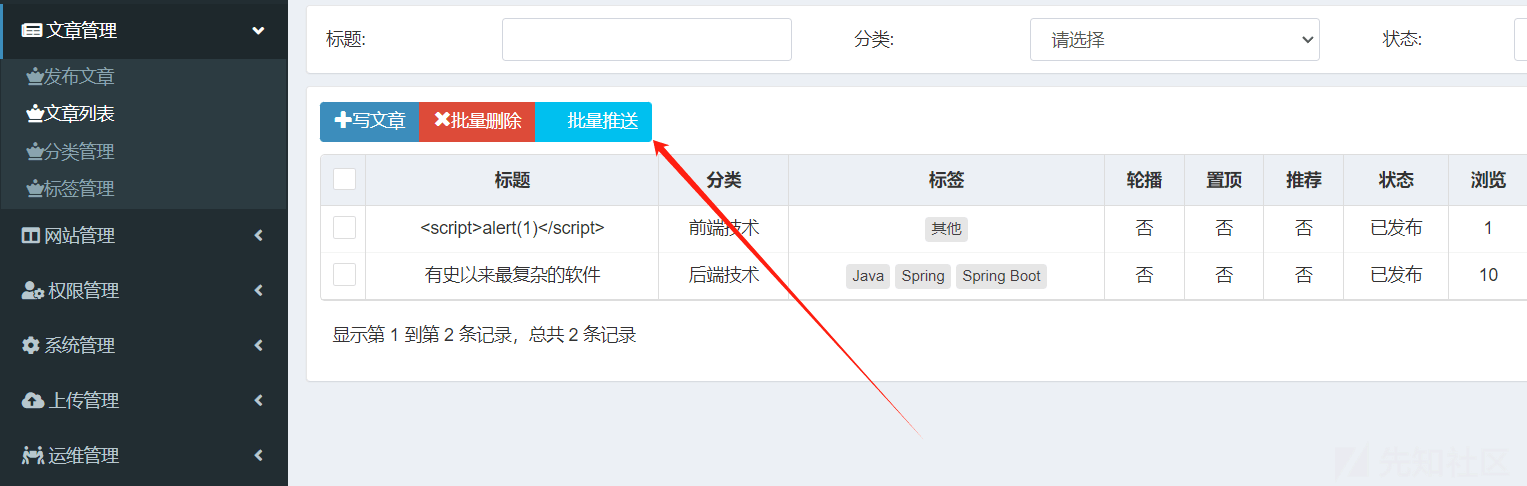 文章管理
发布文章
文章列表
分类管理
标签管理
网站管理
权限管理
系统管理
上传管理
运维管理
标题: 分类: 请选择 状态:
写文章 批量删除 批量推送
标题 分类 标签 轮播 置顶 推荐 状态 浏览
<script>alert(1)</script> 前端技术 其他 否 否 否 已发布 1
有史以来最复杂的软件 后端技术 Java Spring Spring Boot 否 否 否 已发布 10
显示第 1 到第 2 条记录，总共 2 条记录
先知社区